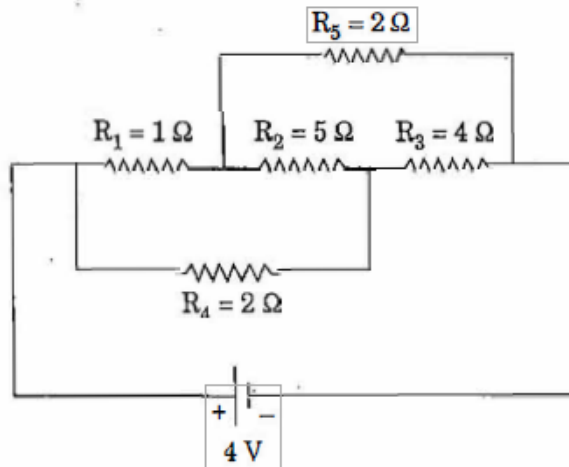 R₅ = 2 Ω
R₁ = 1 Ω
R₂ = 5 Ω
R₃ = 4 Ω
R₄ = 2 Ω
+ –
4 V